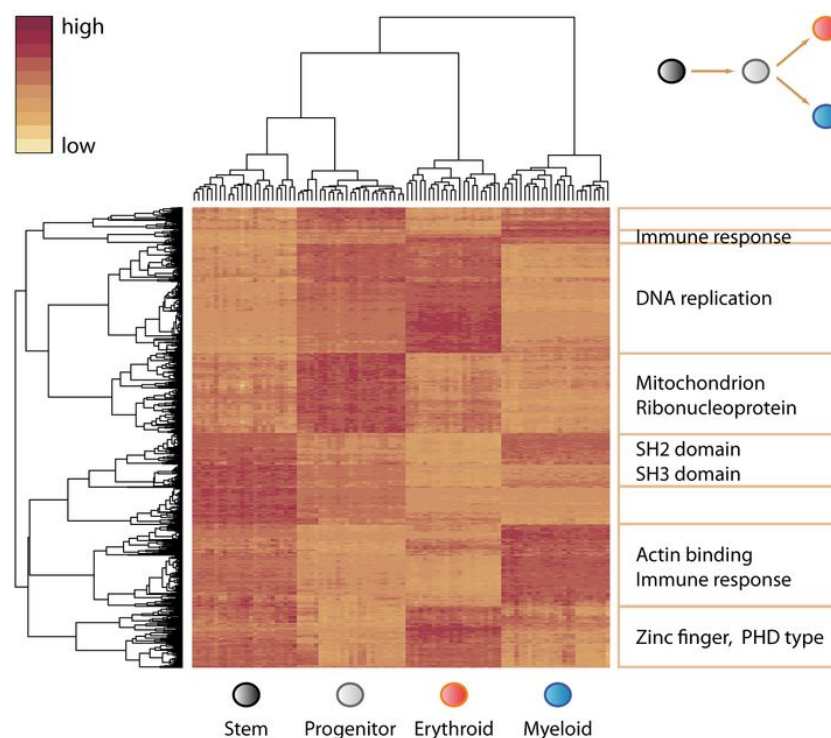 high
low
Immune response
DNA replication
Mitochondrion
Ribonucleoprotein
SH2 domain
SH3 domain
Actin binding
Immune response
Zinc finger, PHD type
Stem Progenitor Erythroid Myeloid